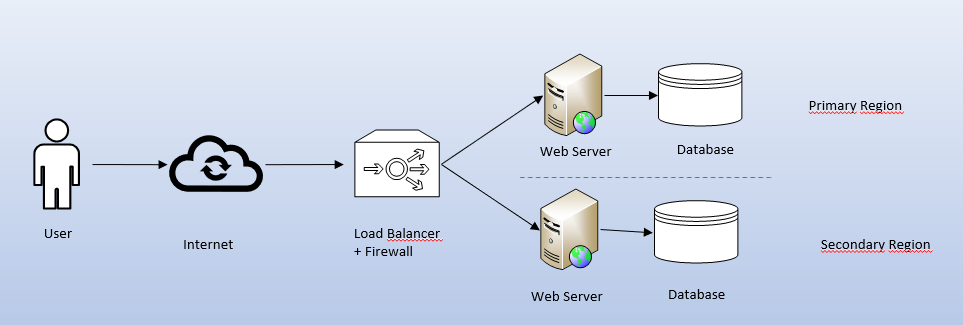 Web Server
Database
Primary Region
User
Internet
Load Balancer
+ Firewall
Web Server
Database
Secondary Region